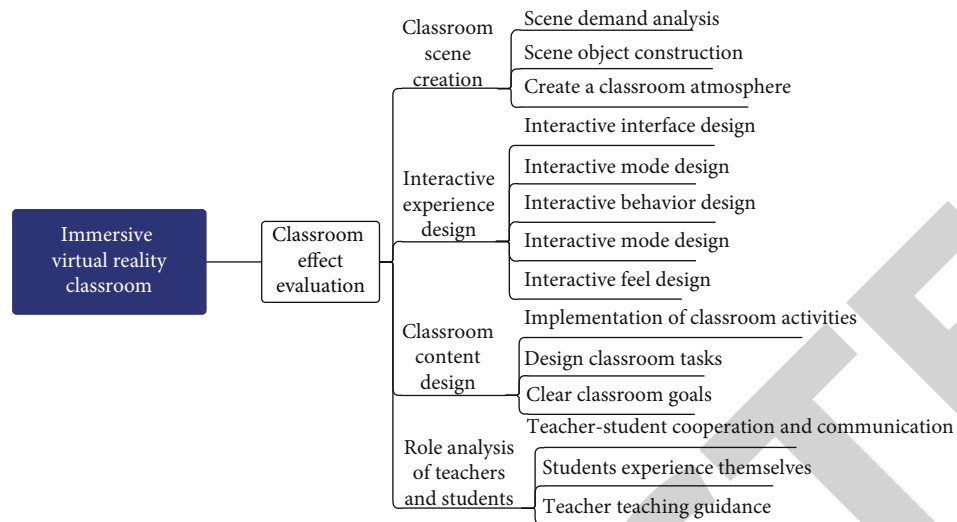 Immersive
virtual reality
classroom
Classroom
effect
evaluation
Classroom
scene
creation
Scene demand analysis
Scene object construction
Create a classroom atmosphere
Interactive
experience
design
Interactive interface design
Interactive mode design
Interactive behavior design
Interactive mode design
Interactive feel design
Classroom
content
design
Implementation of classroom activities
Design classroom tasks
Clear classroom goals
Role analysis
of teachers
and students
Teacher-student cooperation and communication
Students experience themselves
Teacher teaching guidance